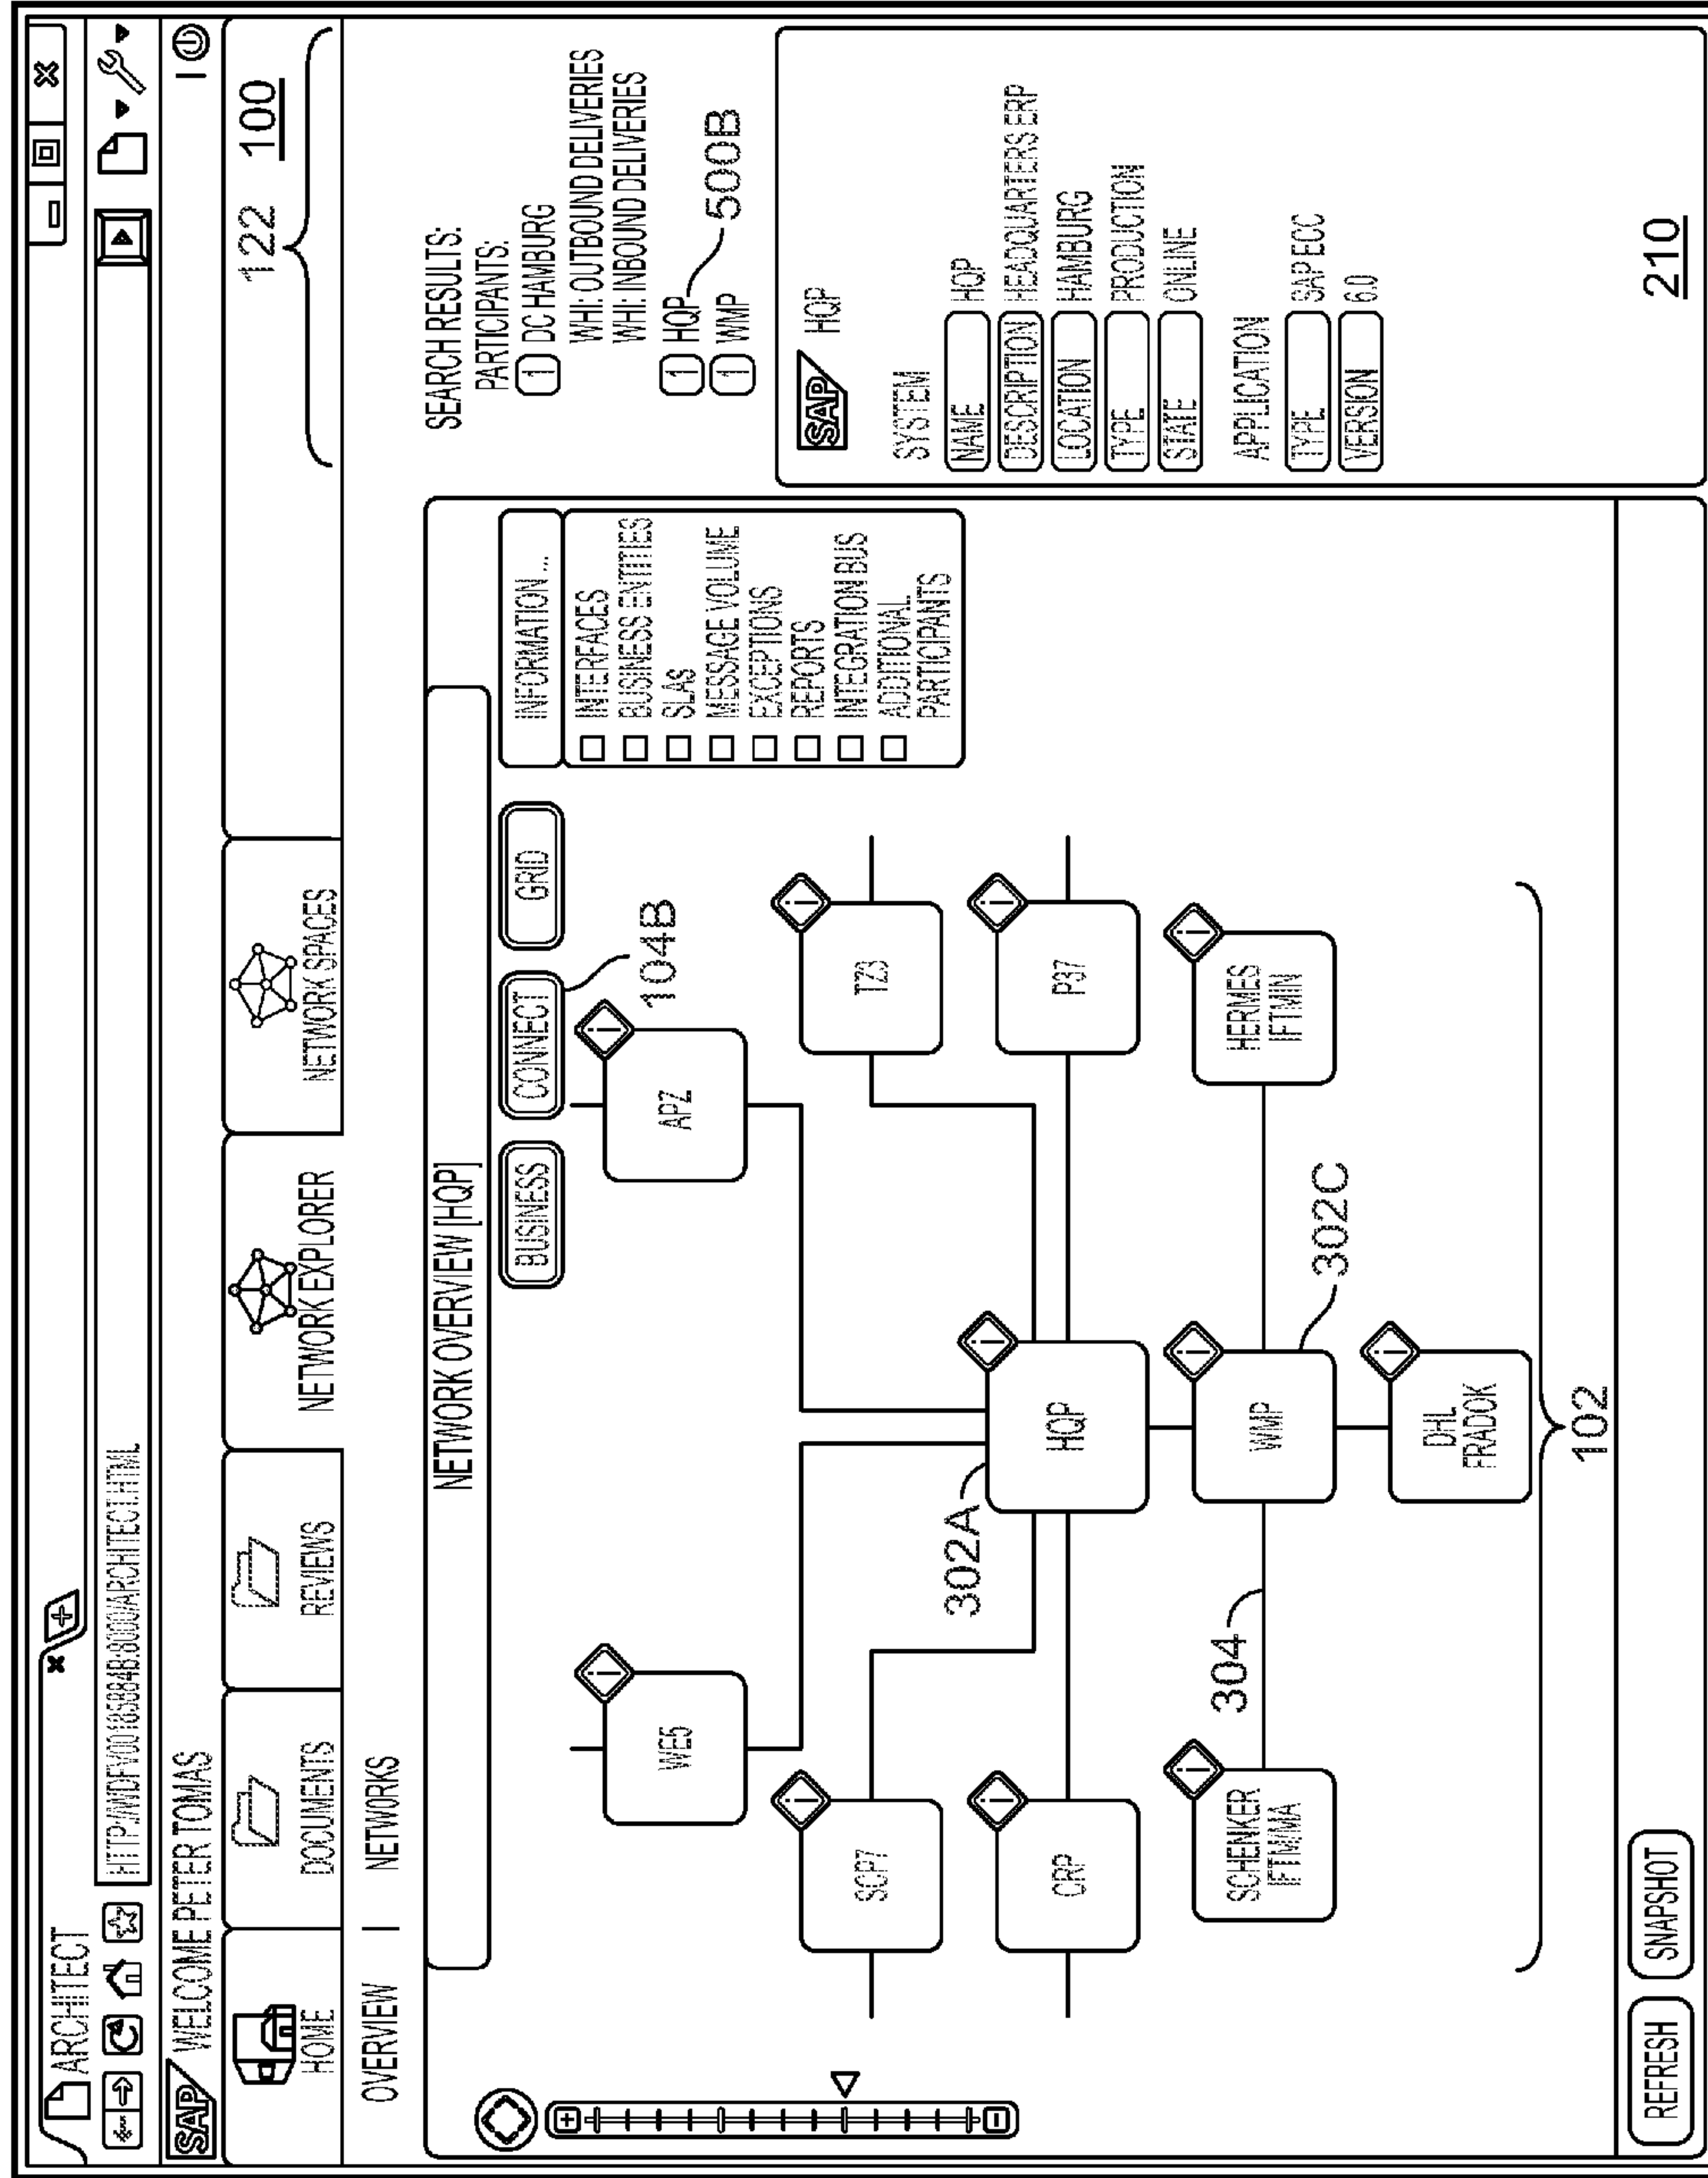 ARCHITECT
HTTP://WDFV00185884B:8000/ARCHITECT.HTML
SAP WELCOME PETER TOMAS
HOME
DOCUMENTS
REVIEWS
NETWORK EXPLORER
NETWORK SPACES
122
100
OVERVIEW | NETWORKS
NETWORK OVERVIEW [HQP]
BUSINESS
CONNECT
GRID
104B
INFORMATION ...
INTERFACES
BUSINESS ENTITIES
SLAS
MESSAGE VOLUME
EXCEPTIONS
REPORTS
INTEGRATION BUS
ADDITIONAL
PARTICIPANTS
WE5
APZ
SCP7
TZ3
302A
HQP
CRP
P37
304
SCHENKER
IFTMMA
WMP
302C
HERMES
IFTMIN
DHL
FRADOK
102
REFRESH
SNAPSHOT
SEARCH RESULTS:
PARTICIPANTS:
1 DC HAMBURG
WHI: OUTBOUND DELIVERIES
WHI: INBOUND DELIVERIES
1 HQP
500B
1 WMP
SAP HQP
SYSTEM
NAME HQP
DESCRIPTION HEADQUARTERS ERP
LOCATION HAMBURG
TYPE PRODUCTION
STATE ONLINE
APPLICATION
TYPE SAP ECC
VERSION 6.0
210